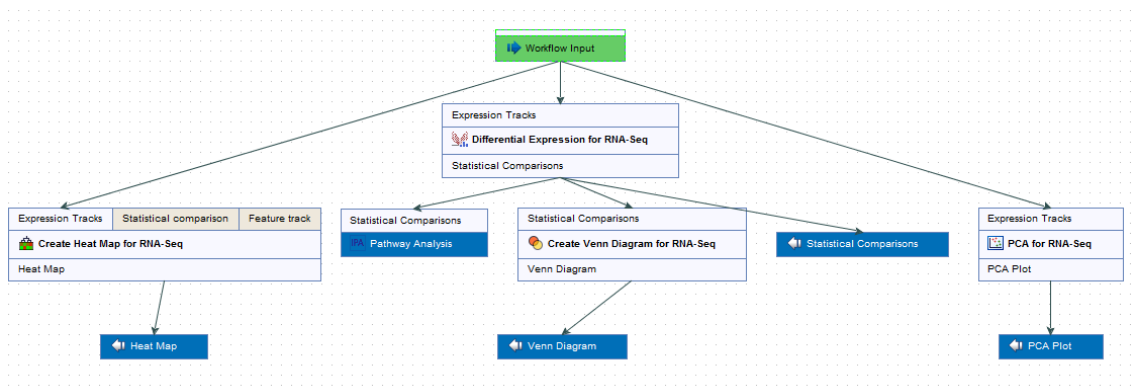 Workflow Input
Expression Tracks
Differential Expression for RNA-Seq
Statistical Comparisons
Expression Tracks Statistical comparison Feature track
Create Heat Map for RNA-Seq
Heat Map
Statistical Comparisons
IPA Pathway Analysis
Statistical Comparisons
Create Venn Diagram for RNA-Seq
Venn Diagram
Statistical Comparisons
Expression Tracks
PCA for RNA-Seq
PCA Plot
Heat Map
Venn Diagram
PCA Plot